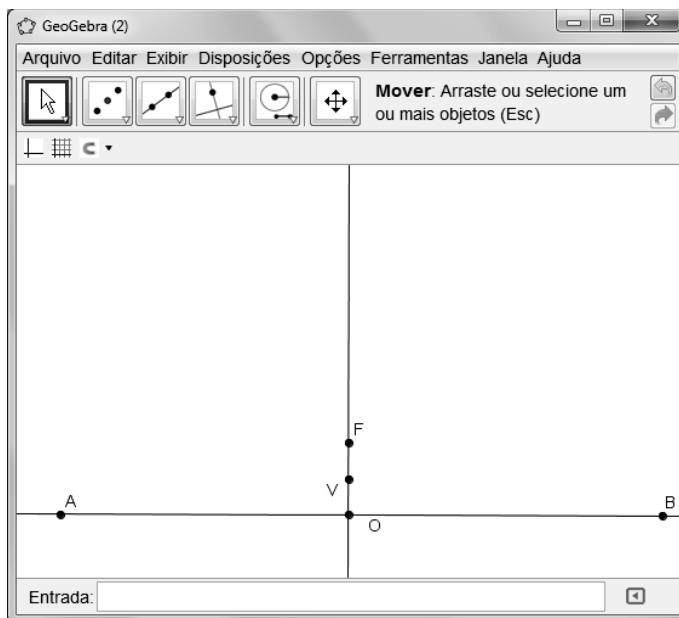 GeoGebra (2)
Arquivo Editar Exibir Disposições Opções Ferramentas Janela Ajuda
Mover: Arraste ou selecione um
ou mais objetos (Esc)
F
V
A
B
O
Entrada: